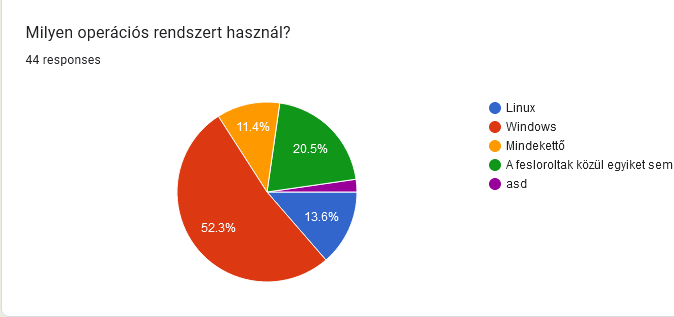 Milyen operációs rendszert használ?
44 responses
11.4%
20.5%
52.3%
13.6%
Linux
Windows
Mindekettő
A fesloroltak közül egyiket sem
asd